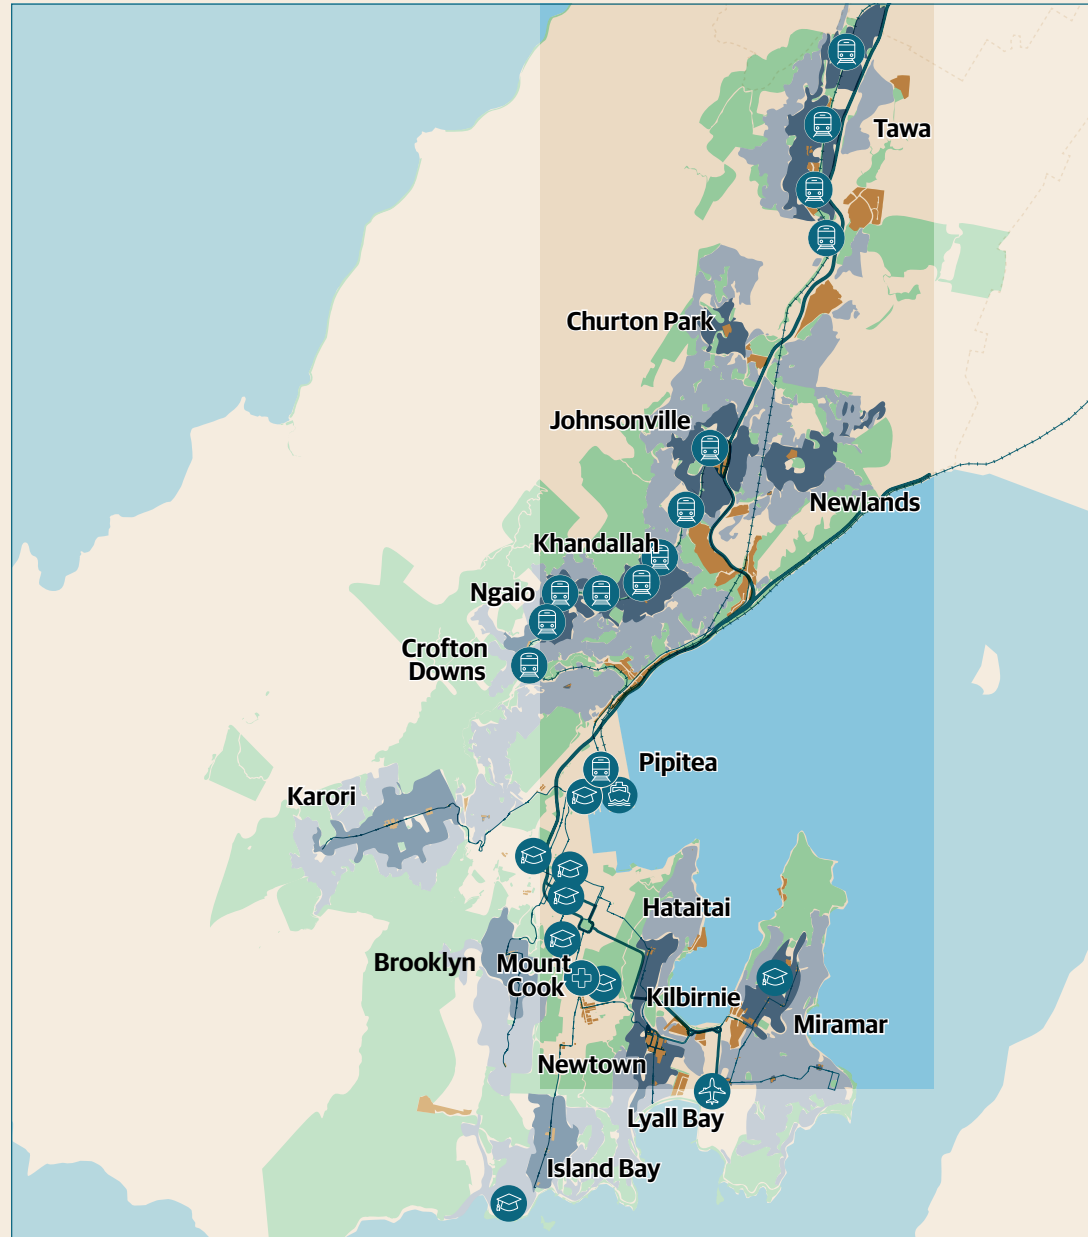 Tawa
Churton Park
Johnsonville
Newlands
Khandallah
Ngaio
Crofton
Downs
Pipitea
Karori
Hataitai
Brooklyn
Mount
Cook
Kilbirnie
Miramar
Newtown
Lyall Bay
Island Bay